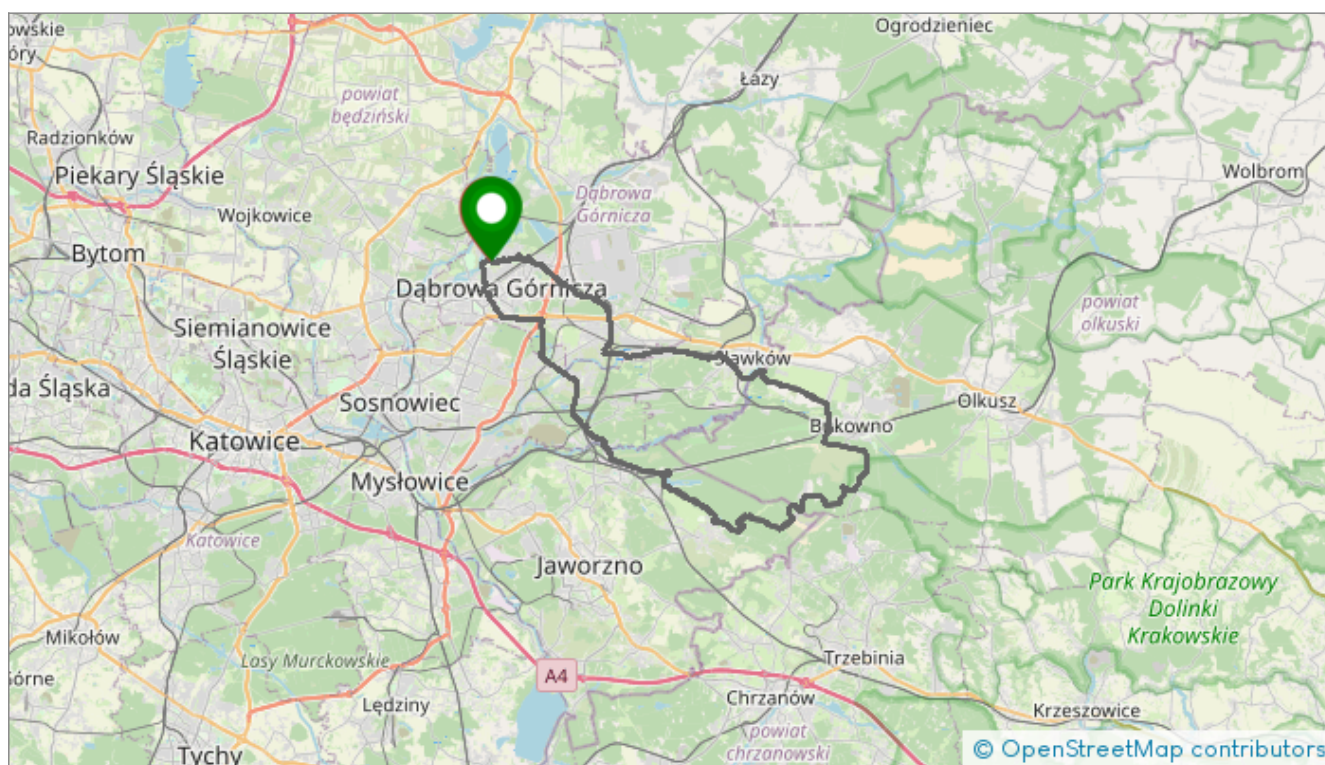 Ogrodzieniec
owskie
óry)
Łazy
powiat
będziński
Radzionków
Wolbrom
Piekary Śląskie
Dąbrowa
Górnicza
Wojkowice
Bytom
Dąbrowa Górnicza
powiat
olkuski
Siemianowice
Śląskie
Sławków
da Śląska
Sosnowiec
Olkusz
Bukowno
Katowice
Mysłowice
Katowice
Jaworzno
Park Krajobrazowy
Dolinki
Krakowskie
Mikołów
Lasy Murckowskie
Trzebinia
Górne
A4
Lędziny
Chrzanów
Krzeszowice
powiat
chrzanowski
Tychy
© OpenStreetMap contributors